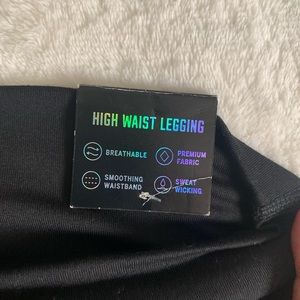 HIGH WAIST LEGGING
BREATHABLE
PREMIUM
FABRIC
SMOOTHING
WAISTBAND
SWEAT
WICKING